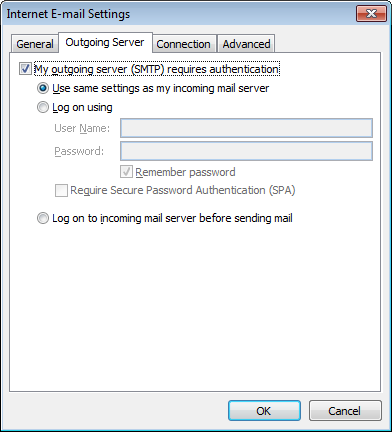 Internet E-mail Settings
General Outgoing Server Connection Advanced
My outgoing server (SMTP) requires authentication
Use same settings as my incoming mail server
Log on using
User Name:
Password:
Remember password
Require Secure Password Authentication (SPA)
Log on to incoming mail server before sending mail
OK Cancel